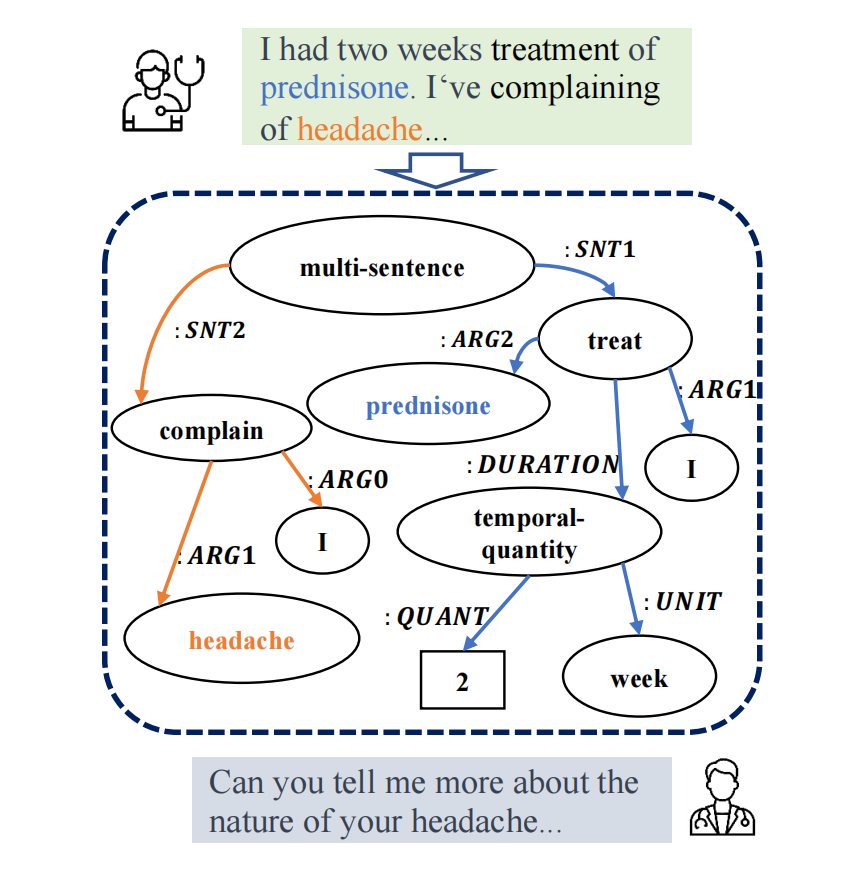 I had two weeks treatment of
prednisone. I‘ve complaining
of headache...
multi-sentence
:SNT1
:SNT2
:ARG2
treat
prednisone
:ARG1
complain
:DURATION
I
:ARG0
temporal-
quantity
I
:ARG1
:QUANT
:UNIT
headache
2
week
Can you tell me more about the
nature of your headache...